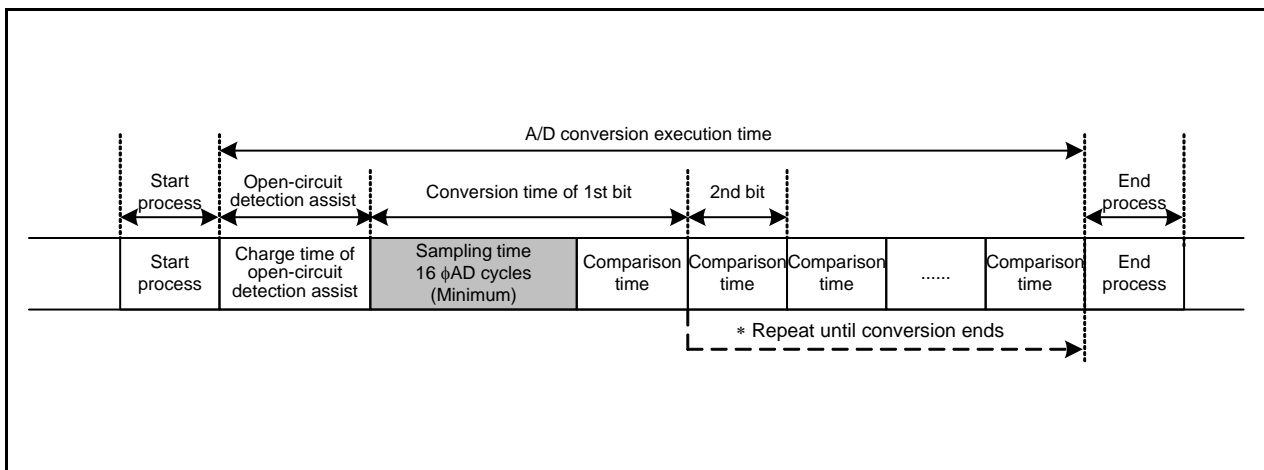 A/D conversion execution time
Start
process
Open-circuit
detection assist
Conversion time of 1st bit
2nd bit
End
process
Start
process
Charge time of
open-circuit
detection assist
Sampling time
16 ϕAD cycles
(Minimum)
Comparison
time
Comparison
time
Comparison
time
......
Comparison
time
End
process
* Repeat until conversion ends